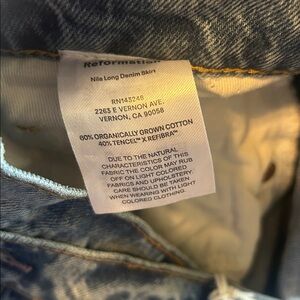 Reformation
Nila Long Denim Skirt
RN143246
2263 E VERNON AVE.
VERNON, CA 90058
60% ORGANICALLY GROWN COTTON
40% TENCEL™ X REFIBRA™
DUE TO THE NATURAL
CHARACTERISTICS OF THIS
FABRIC THE COLOR MAY RUB
OFF ON LIGHT COLORED
FABRICS AND UPHOLSTERY.
CARE SHOULD BE TAKEN
WHEN WEARING WITH LIGHT
COLORED CLOTHING.